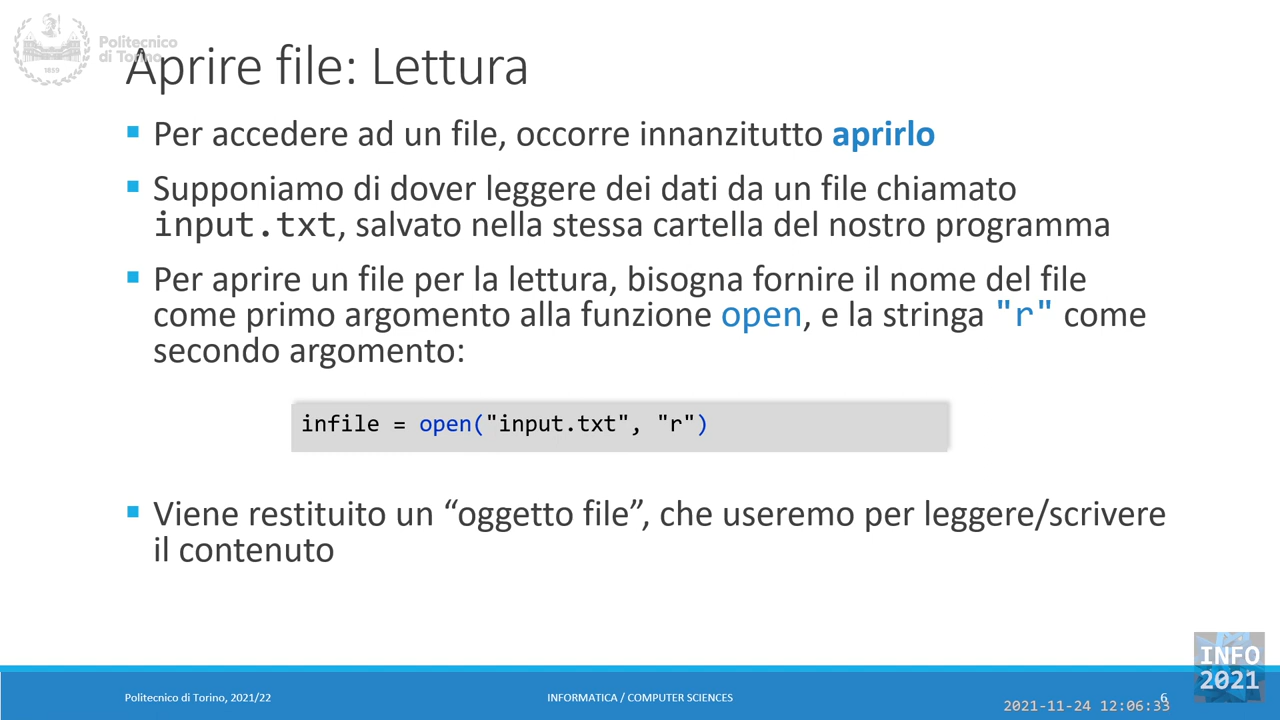 Politecnico
di Torino
1859
Aprire file: Lettura
Per accedere ad un file, occorre innanzitutto aprirlo
Supponiamo di dover leggere dei dati da un file chiamato
input.txt, salvato nella stessa cartella del nostro programma
Per aprire un file per la lettura, bisogna fornire il nome del file
come primo argomento alla funzione open, e la stringa "r" come
secondo argomento:
infile = open("input.txt", "r")
Viene restituito un “oggetto file”, che useremo per leggere/scrivere
il contenuto
INFO
2021
Politecnico di Torino, 2021/22
INFORMATICA / COMPUTER SCIENCES
6
2021-11-24 12:06:33